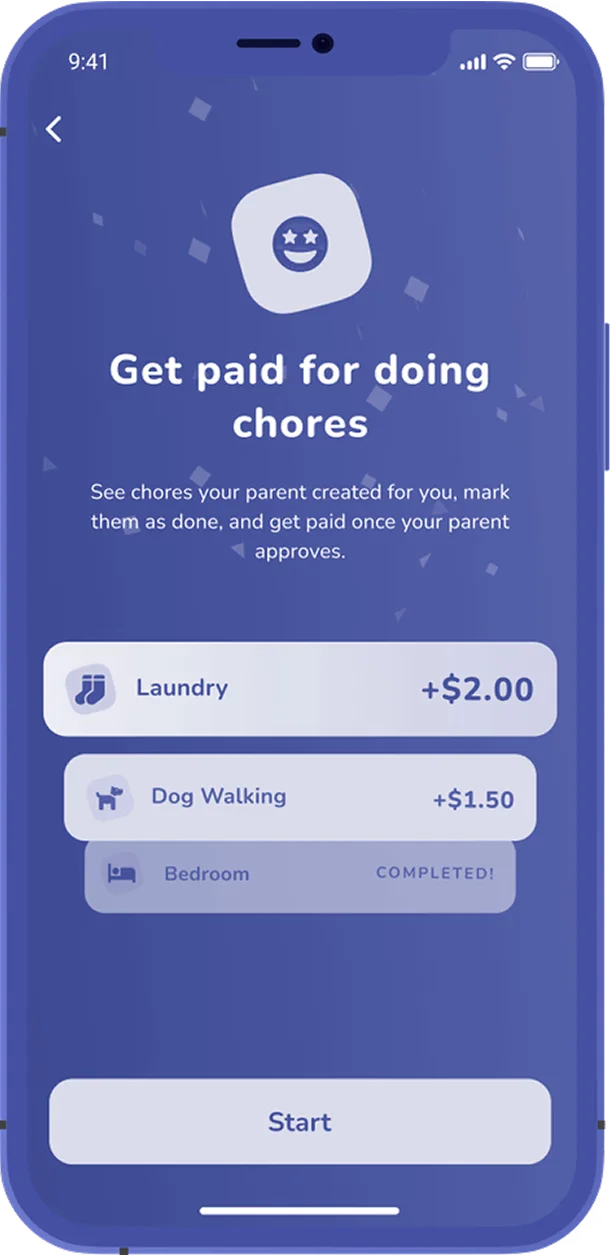 9:41
Get paid for doing
chores
See chores your parent created for you, mark
them as done, and get paid once your parent
approves.
Laundry +$2.00
Dog Walking +$1.50
Bedroom COMPLETED!
Start